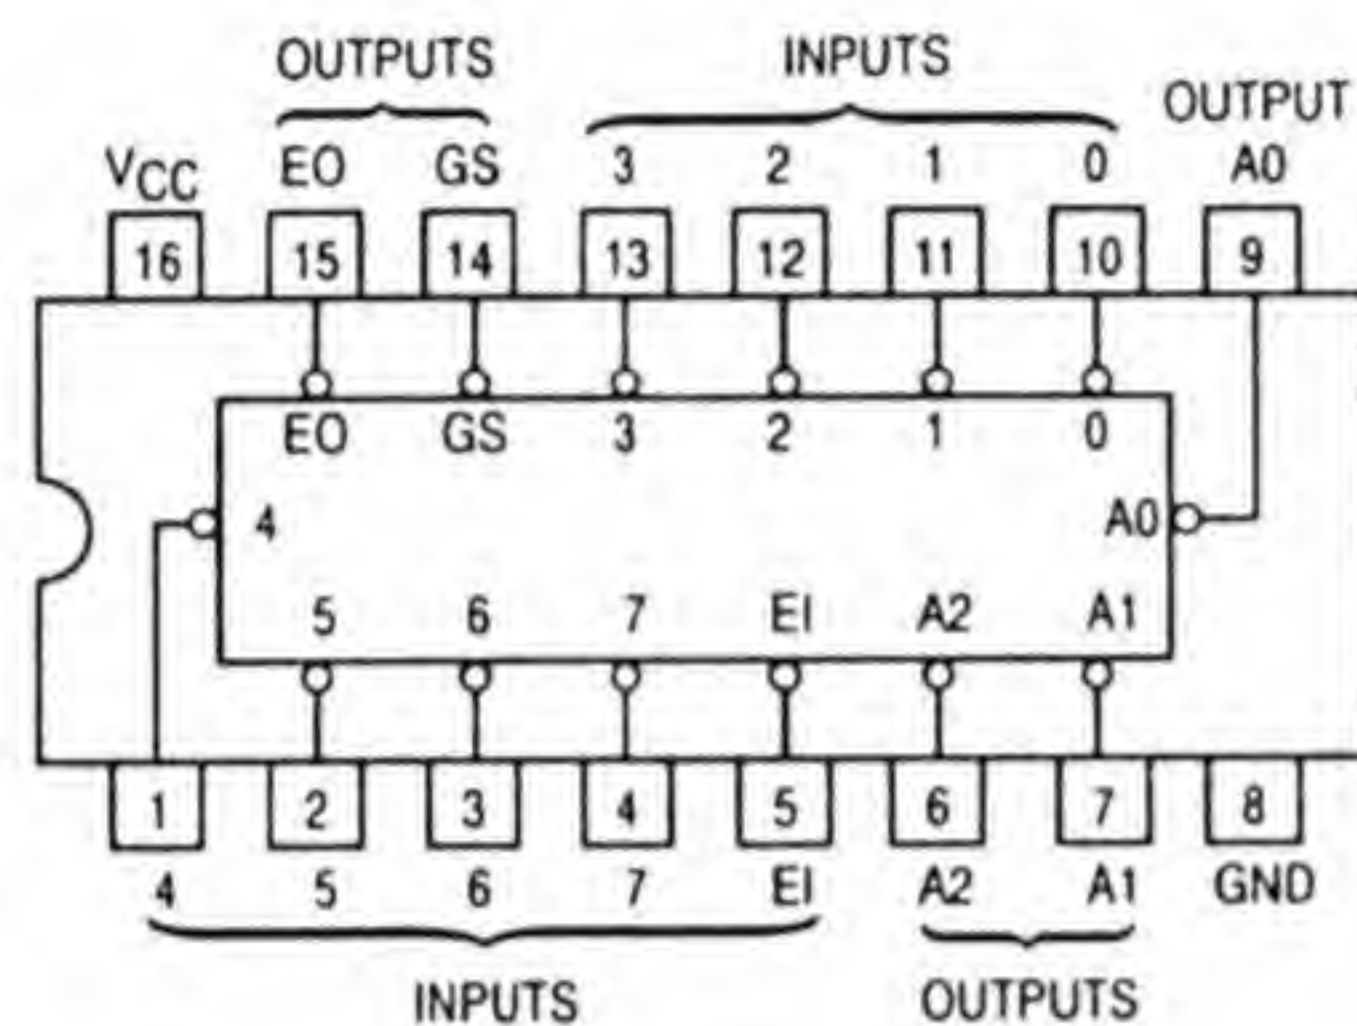 OUTPUTS INPUTS
OUTPUT
VCC EO GS 3 2 1 0 A0
16 15 14 13 12 11 10 9
EO GS 3 2 1 0
4 A0
5 6 7 EI A2 A1
1 2 3 4 5 6 7 8
4 5 6 7 EI A2 A1 GND
INPUTS OUTPUTS